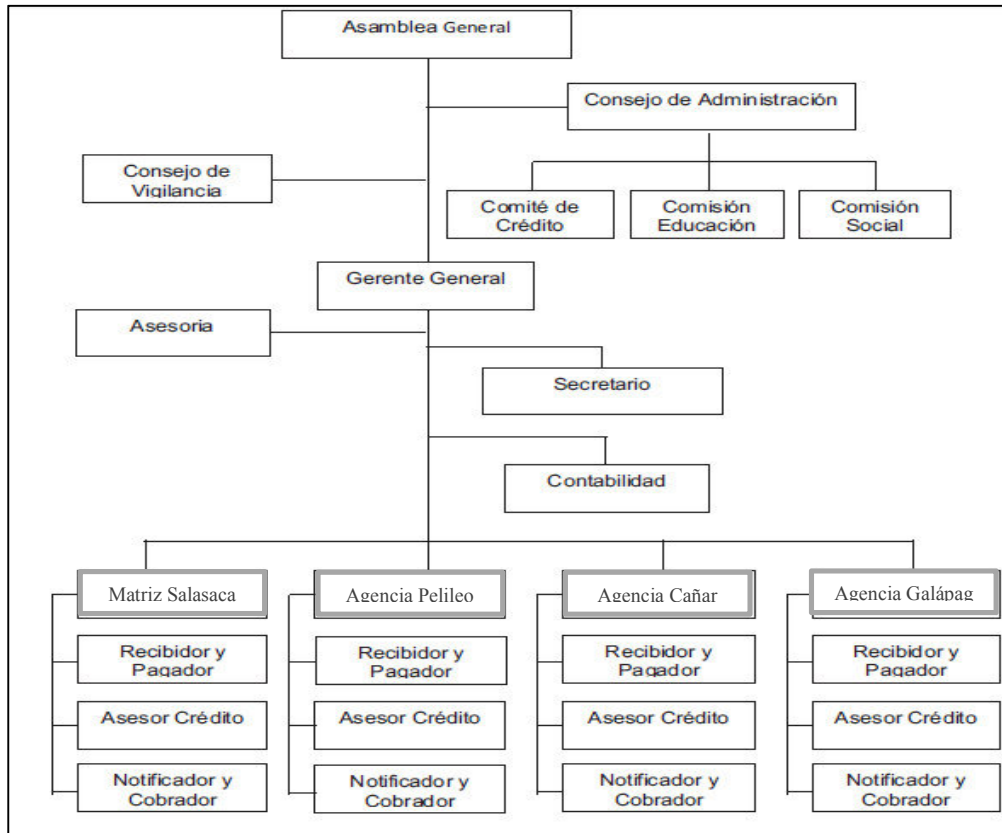 Asamblea General
Consejo de Administración
Consejo de
Vigilancia
Comité de
Crédito
Comisión
Educación
Comisión
Social
Gerente General
Asesoria
Secretario
Contabilidad
Matriz Salasaca
Agencia Pelileo
Agencia Cañar
Agencia Galápag
Recibidor y
Pagador
Recibidor y
Pagador
Recibidor y
Pagador
Recibidor y
Pagador
Asesor Crédito
Asesor Crédito
Asesor Crédito
Asesor Crédito
Notificador y
Cobrador
Notificador y
Cobrador
Notificador y
Cobrador
Notificador y
Cobrador